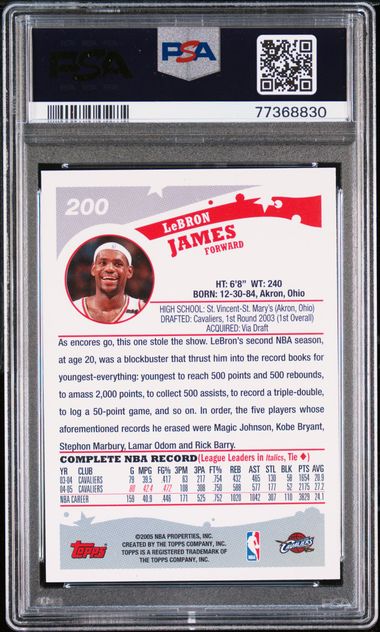 PSA
PSA
77368830
200
LeBRON
JAMES
FORWARD
HT: 6'8" WT: 240
BORN: 12-30-84, Akron, Ohio
HIGH SCHOOL: St. Vincent-St. Mary's (Akron, Ohio)
DRAFTED: Cavaliers, 1st Round 2003 (1st Overall)
ACQUIRED: Via Draft
As encores go, this one stole the show. LeBron's second NBA season,
at age 20, was a blockbuster that thrust him into the record books for
youngest-everything: youngest to reach 500 points and 500 rebounds,
to amass 2,000 points, to collect 500 assists, to record a triple-double,
to log a 50-point game, and so on. In order, the five players whose
aforementioned records he erased were Magic Johnson, Kobe Bryant,
Stephon Marbury, Lamar Odom and Rick Barry.
COMPLETE NBA RECORD (League Leaders in Italics, Tie ♦)
YR CLUB G MPG FG% 3PM 3PA FT% REB AST STL BLK PTS AVG
03-04 CAVALIERS 79 39.5 .417 63 217 .754 432 465 130 58 1654 20.9
04-05 CAVALIERS 80 42.4 .472 108 308 .750 588 577 177 52 2175 27.2
NBA CAREER 159 40.9 .446 171 525 .752 1020 1042 307 110 3829 24.1
TOPPS
©2005 NBA PROPERTIES, INC.
CREATED BY THE TOPPS COMPANY, INC.
TOPPS IS A REGISTERED TRADEMARK OF
THE TOPPS COMPANY, INC.
NBA
CAVALIERS